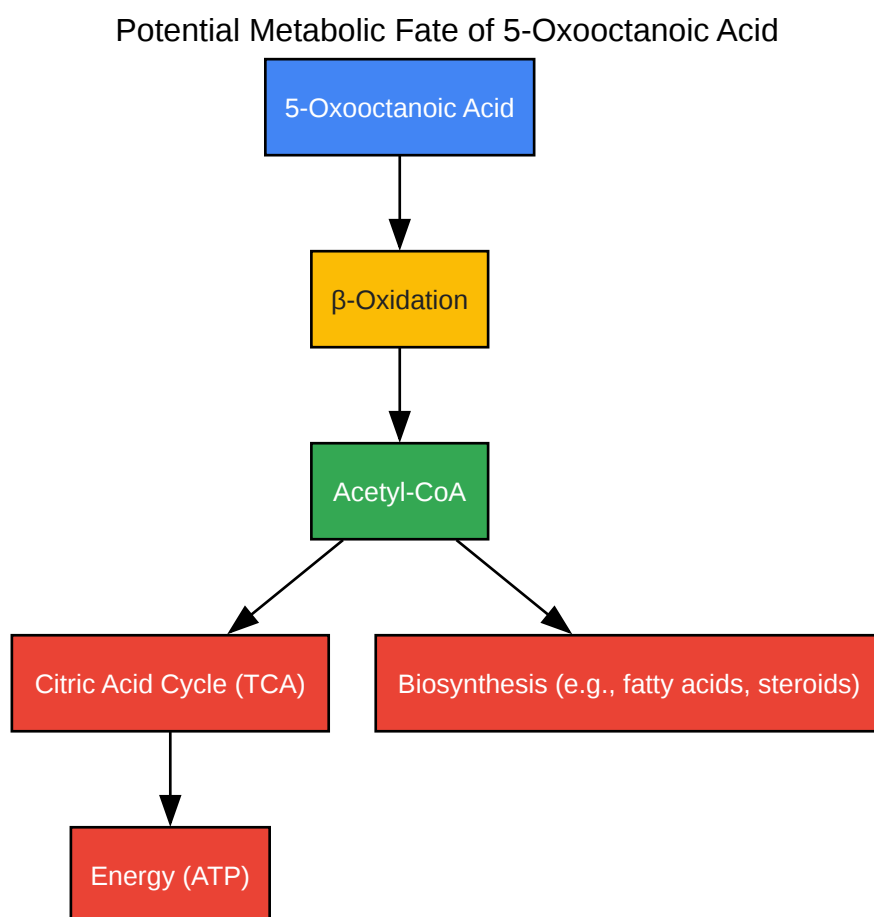 Potential Metabolic Fate of 5-Oxooctanoic Acid
5-Oxooctanoic Acid
β-Oxidation
Acetyl-CoA
Citric Acid Cycle (TCA)
Biosynthesis (e.g., fatty acids, steroids)
Energy (ATP)